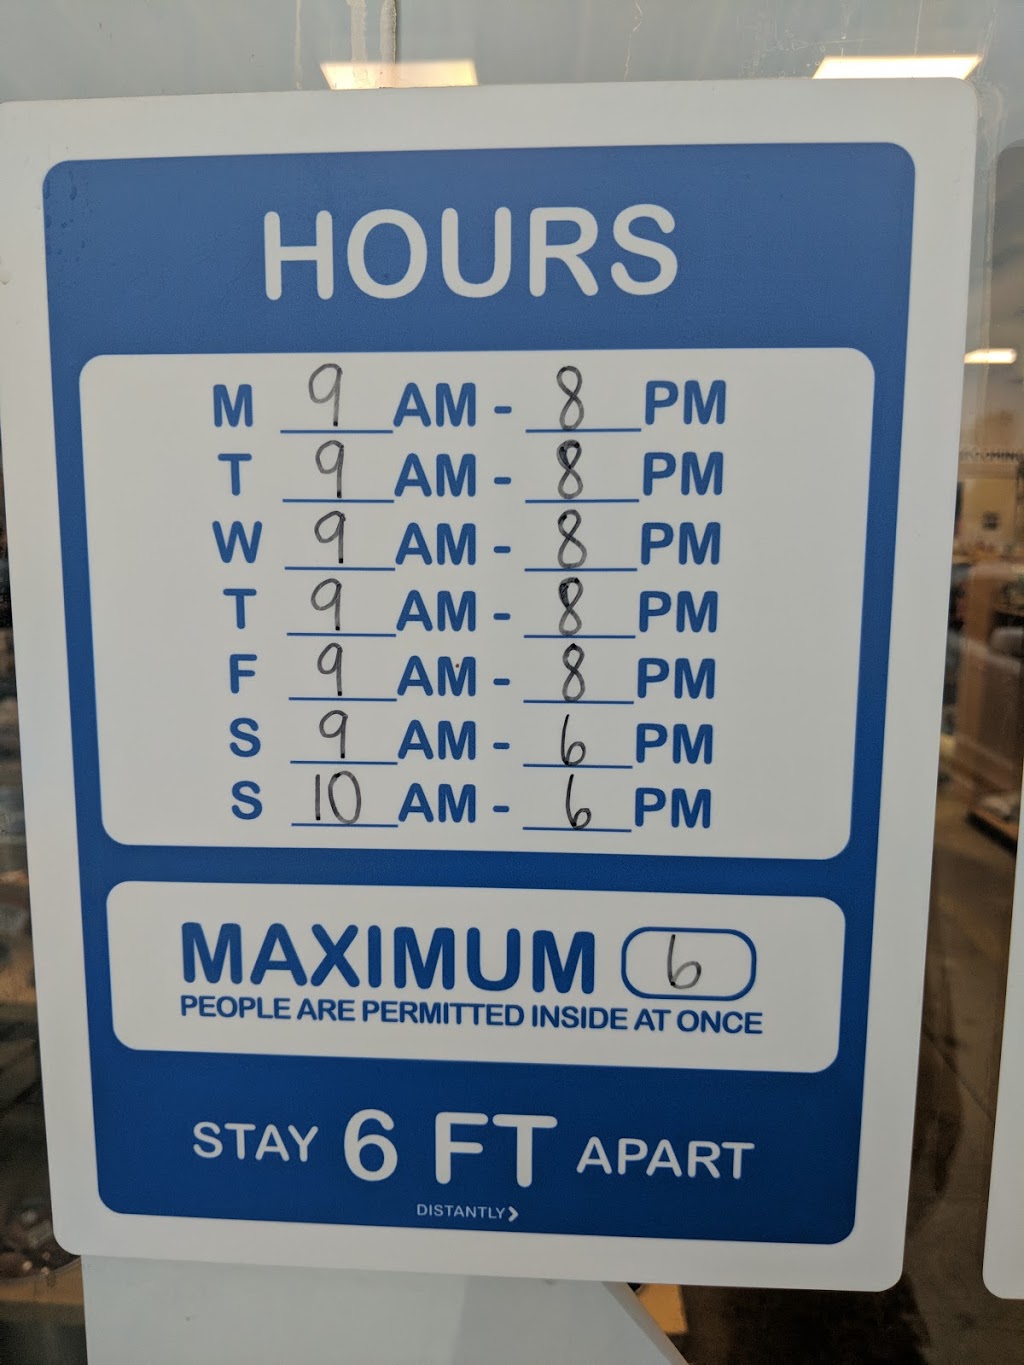 HOURS
M 9 AM - 8 PM
T 9 AM - 8 PM
W 9 AM - 8 PM
T 9 AM - 8 PM
F 9 AM - 8 PM
S 9 AM - 6 PM
S 10 AM - 6 PM
MAXIMUM 6
PEOPLE ARE PERMITTED INSIDE AT ONCE
STAY 6 FT APART
DISTANTLY